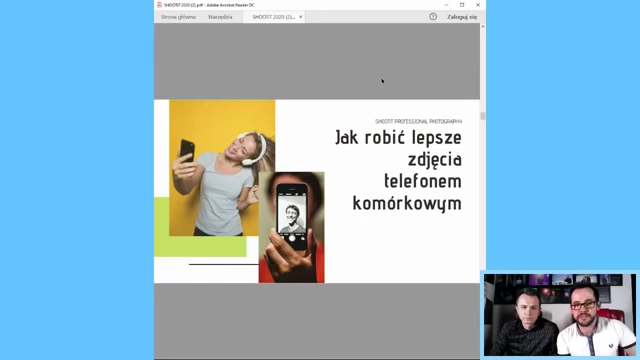 SHOOTIT 2020 (2).pdf - Adobe Acrobat Reader DC
Strona główna Narzędzia SHOOTIT 2020 (2)... × Zaloguj się
SHOOTIT PROFESSIONAL PHOTOGRAPHY
Jak robić lepsze
zdjęcia
telefonem
komórkowym